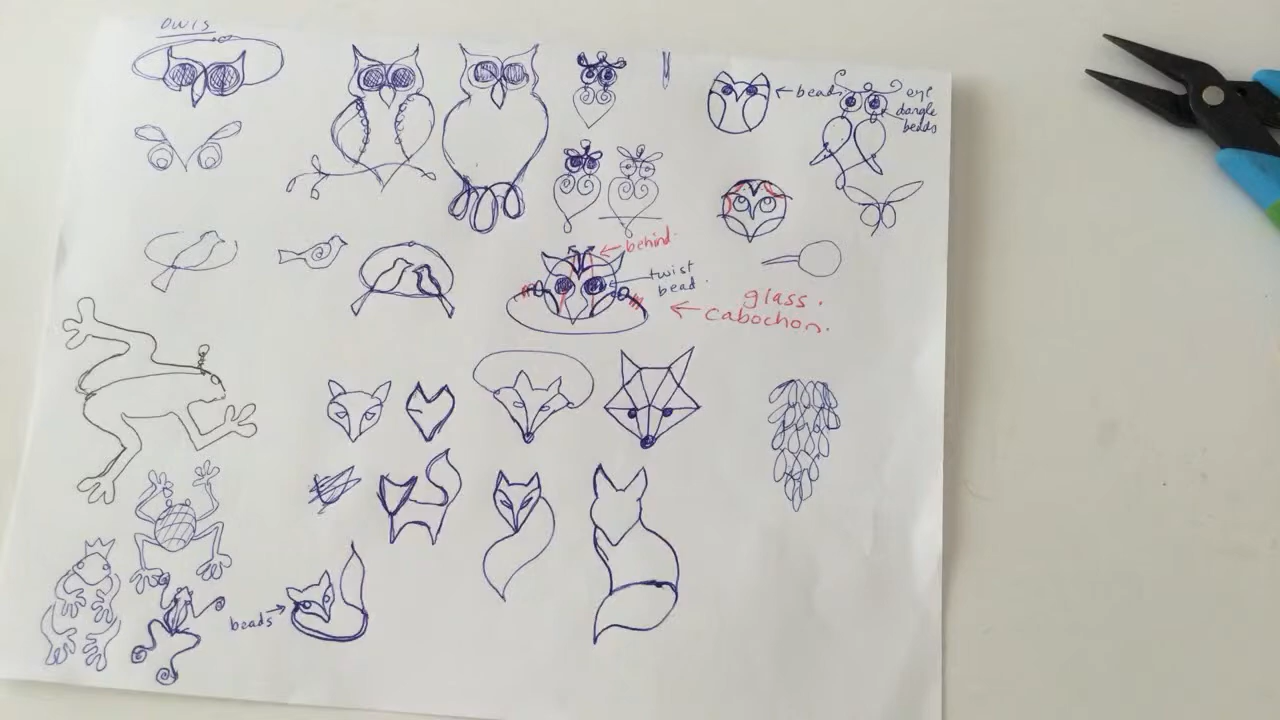 OWLS
← beads
eye
dangle
beads
← behind.
twist
bead.
glass.
← cabochon.
beads →